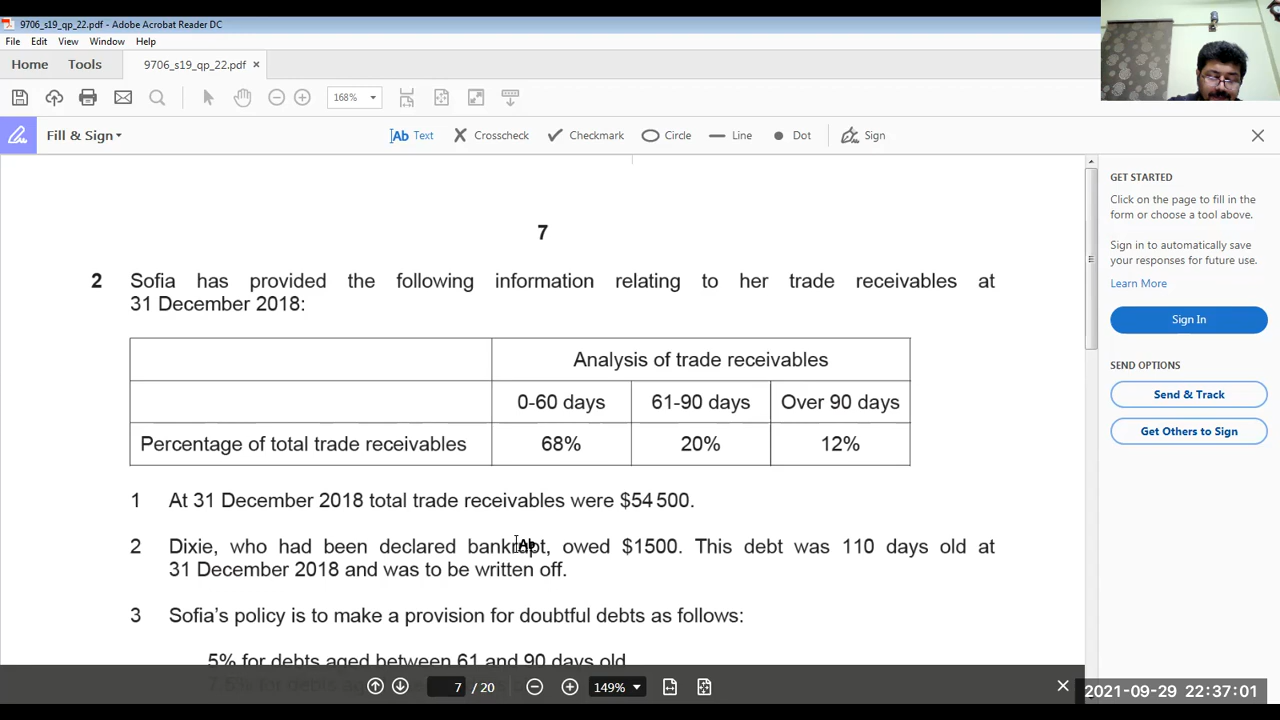 9706_s19_qp_22.pdf - Adobe Acrobat Reader DC
File Edit View Window Help
Home Tools 9706_s19_qp_22.pdf ×
168%
Fill & Sign Ab Text Crosscheck Checkmark Circle Line Dot Sign
7
2 Sofia has provided the following information relating to her trade receivables at
31 December 2018:
Analysis of trade receivables
0-60 days 61-90 days Over 90 days
Percentage of total trade receivables 68% 20% 12%
1 At 31 December 2018 total trade receivables were $54 500.
2 Dixie, who had been declared bankrupt, owed $1500. This debt was 110 days old at
31 December 2018 and was to be written off.
3 Sofia's policy is to make a provision for doubtful debts as follows:
5% for debts aged between 61 and 90 days old
GET STARTED
Click on the page to fill in the
form or choose a tool above.
Sign in to automatically save
your responses for future use.
Learn More
Sign In
SEND OPTIONS
Send & Track
Get Others to Sign
7 / 20 149%
2021-09-29 22:37:01